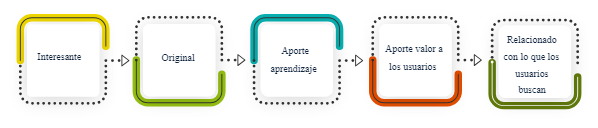 Interesante
Original
Aporte
aprendizaje
Aporte valor a
los usuarios
Relacionado
con lo que los
usuarios
buscan